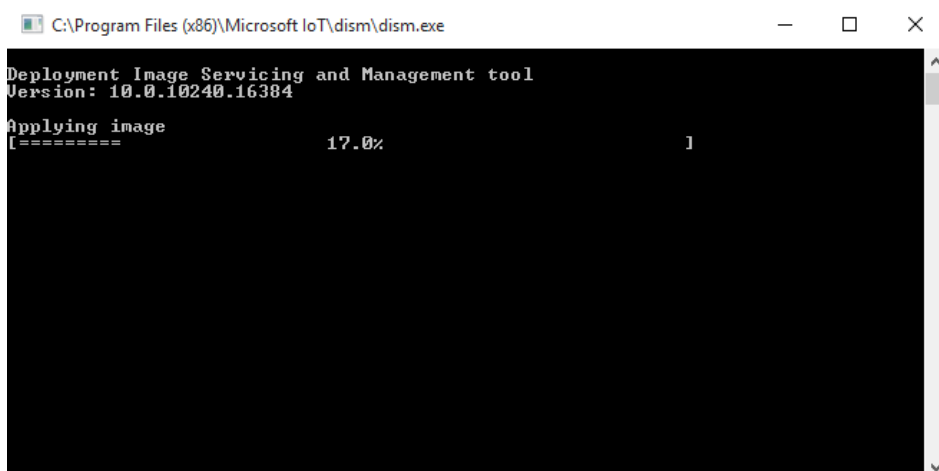 C:\Program Files (x86)\Microsoft IoT\dism\dism.exe
Deployment Image Servicing and Management tool
Version: 10.0.10240.16384
Applying image
[========= 17.0% ]